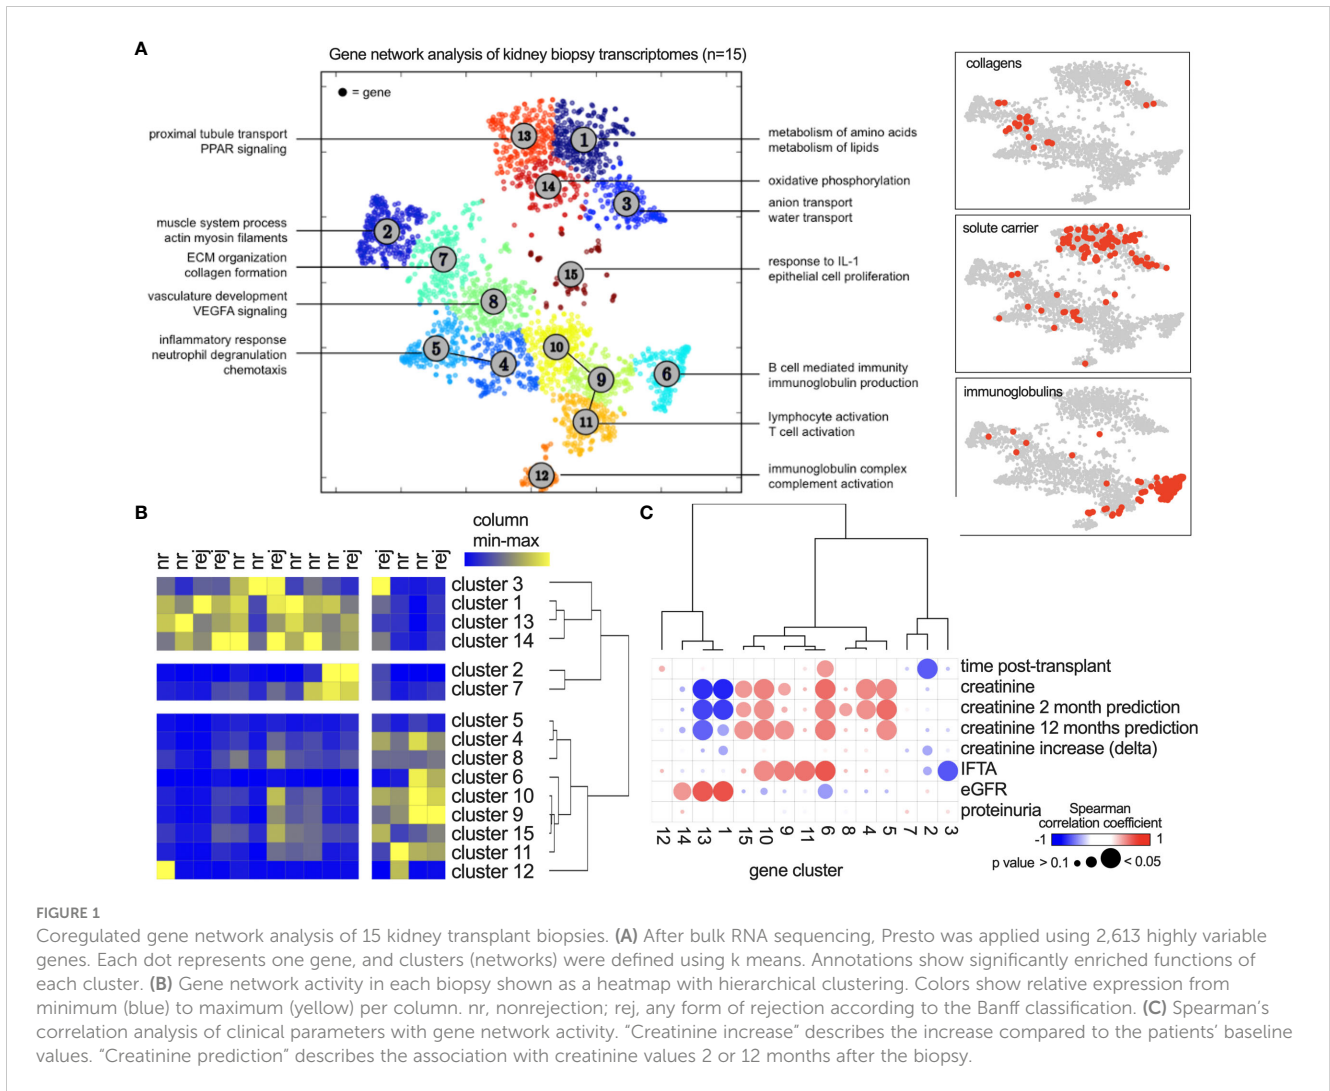 A
Gene network analysis of kidney biopsy transcriptomes (n=15)
= gene
proximal tubule transport
PPAR signaling
muscle system process
actin myosin filaments
ECM organization
collagen formation
vasculature development
VEGFA signaling
inflammatory response
neutrophil degranulation
chemotaxis
13
1
14
3
2
7
15
8
5
4
10
9
6
11
12
metabolism of amino acids
metabolism of lipids
oxidative phosphorylation
anion transport
water transport
response to IL-1
epithelial cell proliferation
B cell mediated immunity
immunoglobulin production
lymphocyte activation
T cell activation
immunoglobulin complex
complement activation
collagens
solute carrier
immunoglobulins
B
column
min-max
nr nr rej rej nr nr rej nr nr nr rej rej nr nr rej
cluster 3
cluster 1
cluster 13
cluster 14
cluster 2
cluster 7
cluster 5
cluster 4
cluster 8
cluster 6
cluster 10
cluster 9
cluster 15
cluster 11
cluster 12
C
time post-transplant
creatinine
creatinine 2 month prediction
creatinine 12 months prediction
creatinine increase (delta)
IFTA
eGFR
proteinuria
12 14 13 1 15 10 9 11 6 8 4 5 7 2 3
gene cluster
Spearman
correlation coefficient
-1 1
p value > 0.1 < 0.05
FIGURE 1
Coregulated gene network analysis of 15 kidney transplant biopsies. (A) After bulk RNA sequencing, Presto was applied using 2,613 highly variable
genes. Each dot represents one gene, and clusters (networks) were defined using k means. Annotations show significantly enriched functions of
each cluster. (B) Gene network activity in each biopsy shown as a heatmap with hierarchical clustering. Colors show relative expression from
minimum (blue) to maximum (yellow) per column. nr, nonrejection; rej, any form of rejection according to the Banff classification. (C) Spearman’s
correlation analysis of clinical parameters with gene network activity. “Creatinine increase” describes the increase compared to the patients’ baseline
values. “Creatinine prediction” describes the association with creatinine values 2 or 12 months after the biopsy.